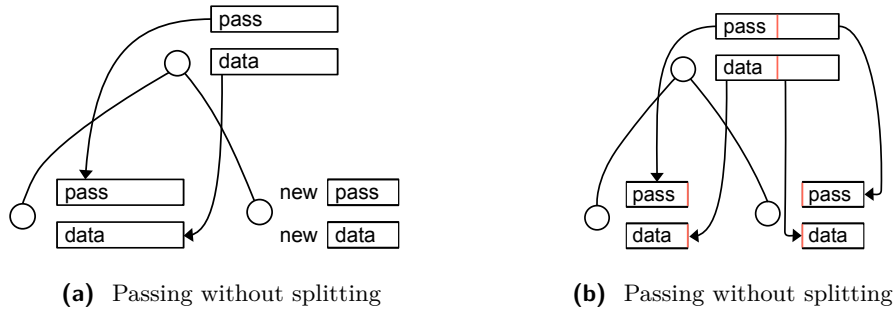 pass
data
pass
data
new pass
new data
(a) Passing without splitting
pass
data
pass
data
pass
data
(b) Passing without splitting